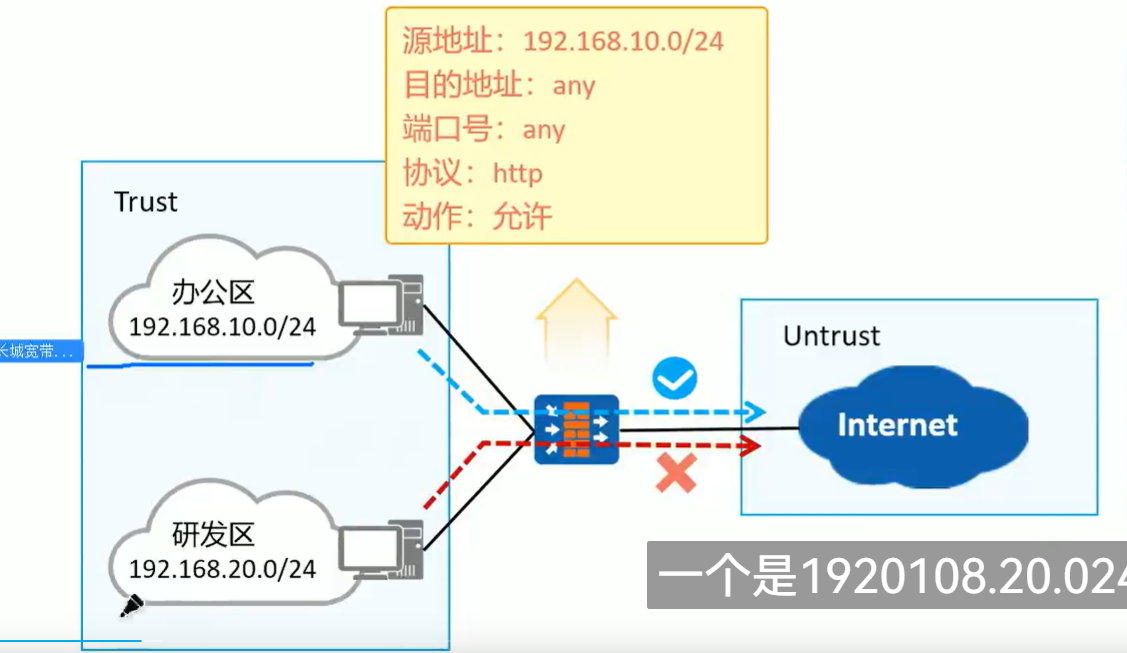 源地址：192.168.10.0/24
目的地址：any
端口号：any
协议：http
动作：允许
Trust
办公区
192.168.10.0/24
长城宽带...
Untrust
Internet
研发区
192.168.20.0/24
一个是1920108.20.024